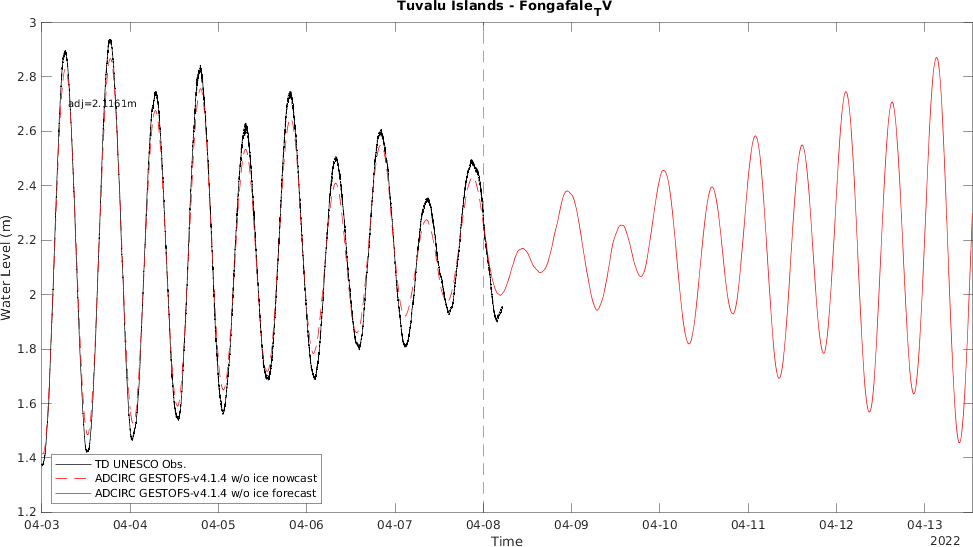 Tuvalu Islands - Fongafale_TV
3
2.8
adj=2.1161m
2.6
2.4
2.2
Water Level (m)
2
1.8
1.6
1.4
1.2
TD UNESCO Obs.
ADCIRC GESTOFS-v4.1.4 w/o ice nowcast
ADCIRC GESTOFS-v4.1.4 w/o ice forecast
04-03 04-04 04-05 04-06 04-07 04-08 04-09 04-10 04-11 04-12 04-13
Time
2022